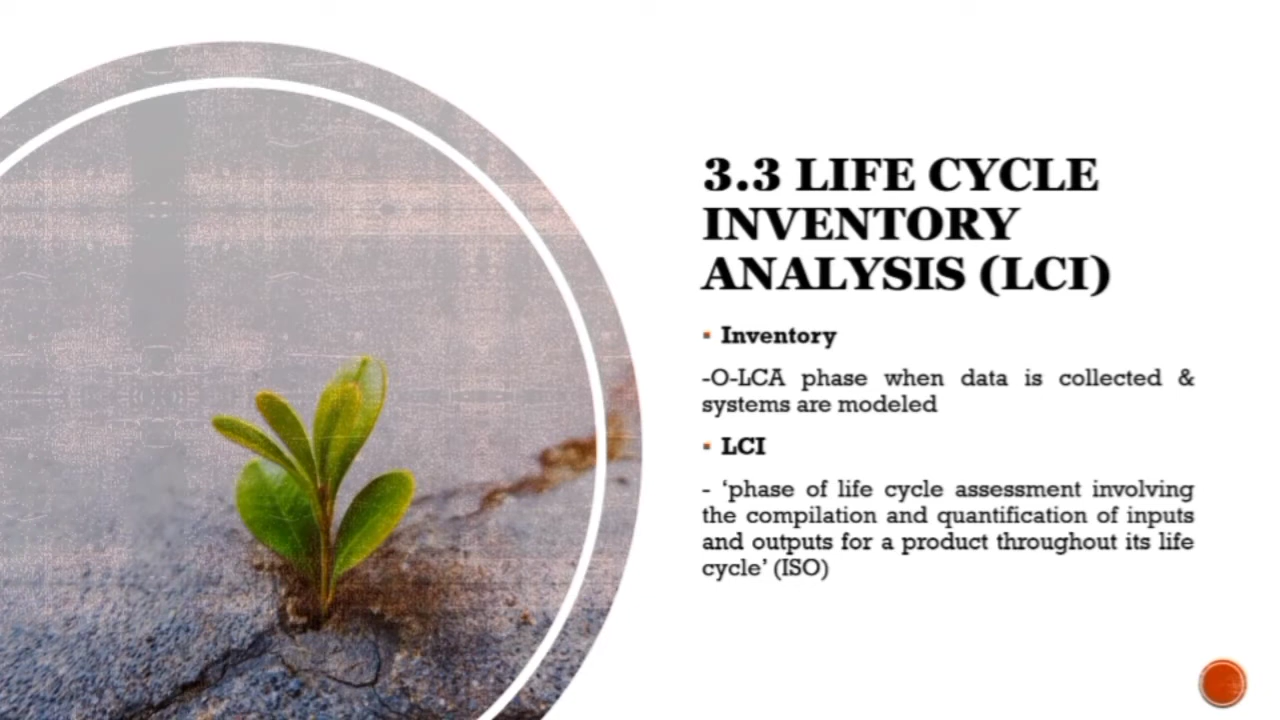 3.3 LIFE CYCLE
INVENTORY
ANALYSIS (LCI)
▪ Inventory
-O-LCA phase when data is collected &
systems are modeled
▪ LCI
- ‘phase of life cycle assessment involving
the compilation and quantification of inputs
and outputs for a product throughout its life
cycle’ (ISO)